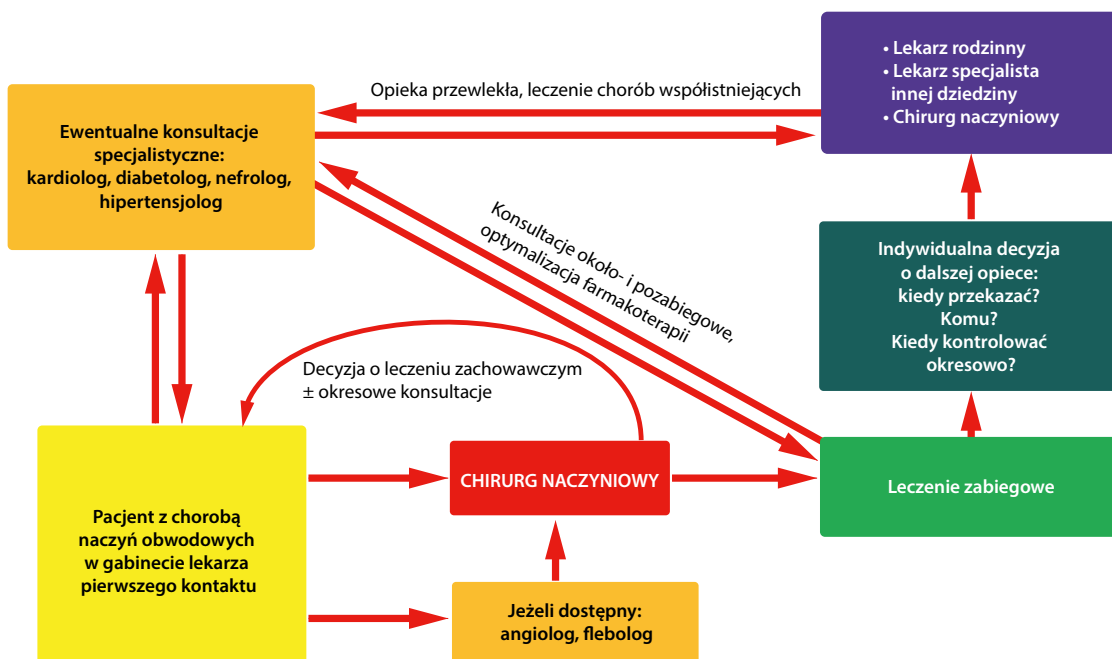 • Lekarz rodzinny
• Lekarz specjalista
innej dziedziny
• Chirurg naczyniowy
Opieka przewlekła, leczenie chorób współistniejących
Ewentualne konsultacje
specjalistyczne:
kardiolog, diabetolog, nefrolog,
hipertensjolog
Konsultacje około- i pozabiegowe,
optymalizacja farmakoterapii
Indywidualna decyzja
o dalszej opiece:
kiedy przekazać?
Komu?
Kiedy kontrolować
okresowo?
Decyzja o leczeniu zachowawczym
± okresowe konsultacje
Pacjent z chorobą
naczyń obwodowych
w gabinecie lekarza
pierwszego kontaktu
CHIRURG NACZYNIOWY
Leczenie zabiegowe
Jeżeli dostępny:
angiolog, flebolog